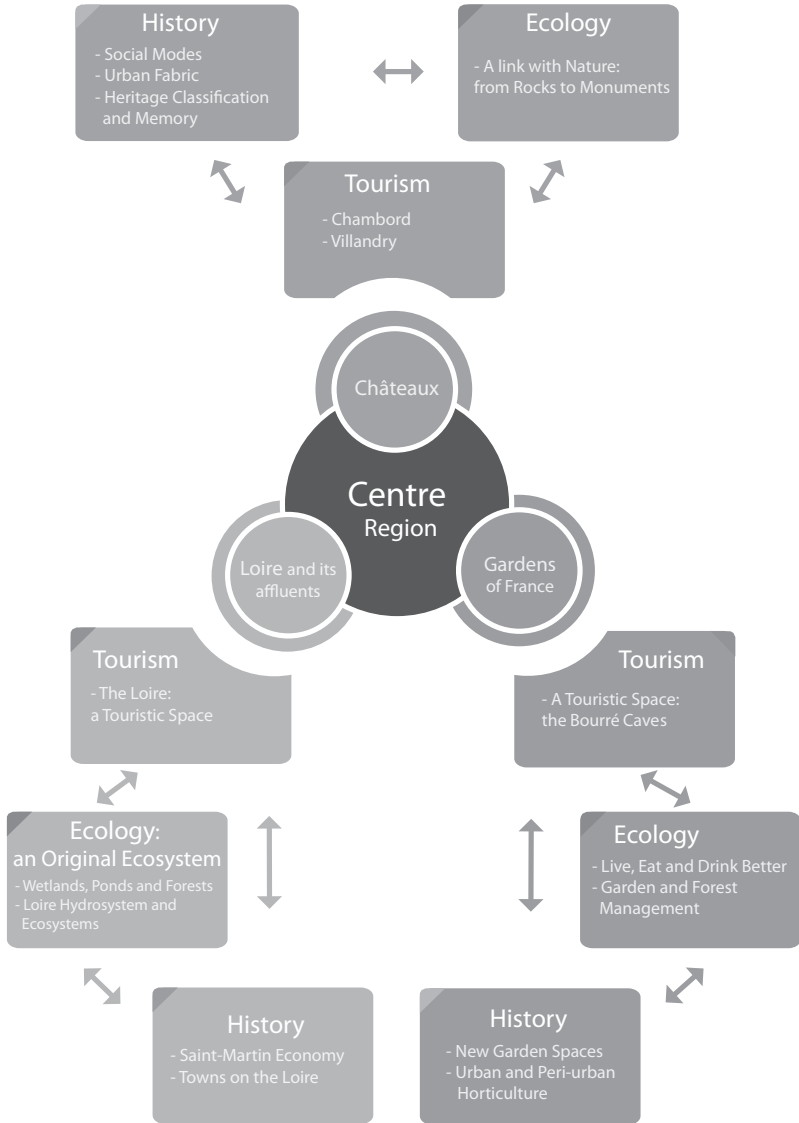 History
- Social Modes
- Urban Fabric
- Heritage Classification
and Memory
Ecology
- A link with Nature:
from Rocks to Monuments
Tourism
- Chambord
- Villandry
Châteaux
Centre
Region
Loire and its
affluents
Gardens
of France
Tourism
- The Loire:
a Touristic Space
Tourism
- A Touristic Space:
the Bourré Caves
Ecology:
an Original Ecosystem
- Wetlands, Ponds and Forests
- Loire Hydrosystem and
Ecosystems
Ecology
- Live, Eat and Drink Better
- Garden and Forest
Management
History
- Saint-Martin Economy
- Towns on the Loire
History
- New Garden Spaces
- Urban and Peri-urban
Horticulture